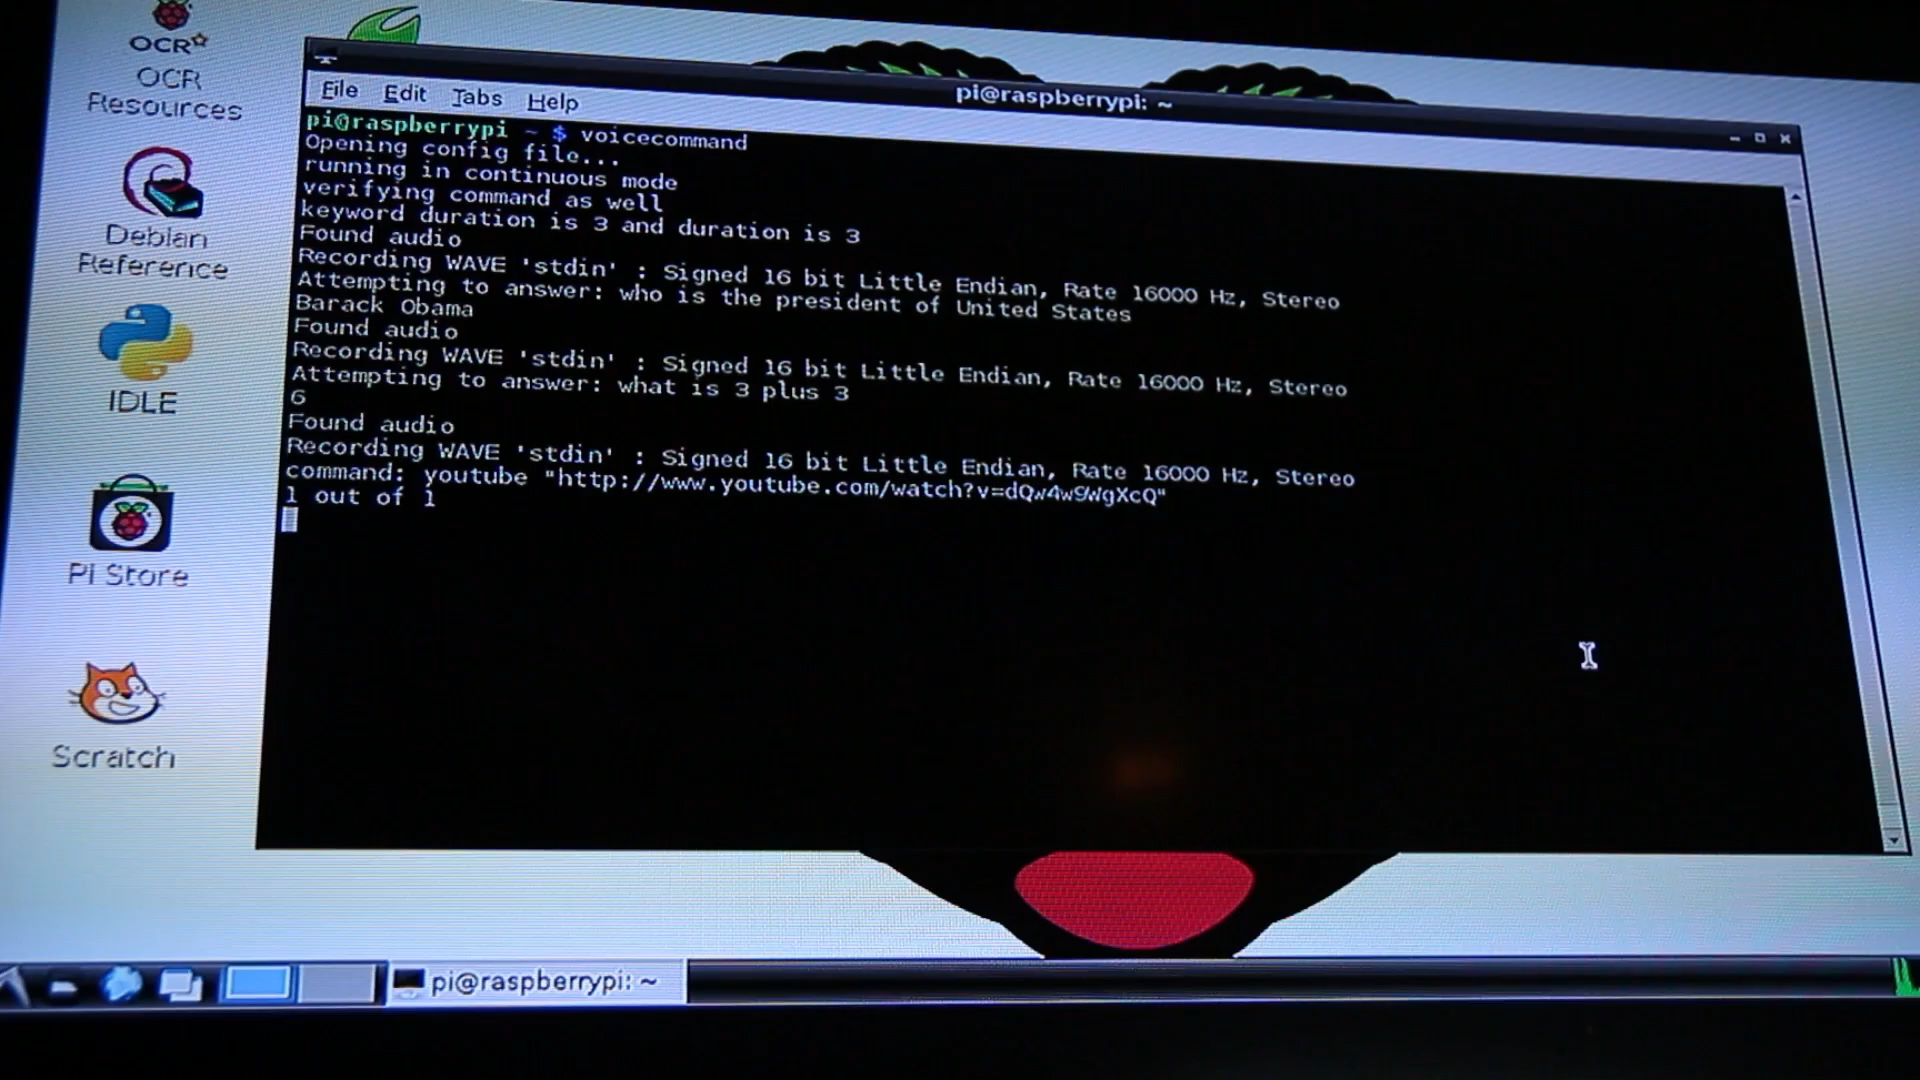 OCR
OCR
Resources
Debian
Reference
IDLE
Pi Store
Scratch
pi@raspberrypi: ~
File Edit Tabs Help
pi@raspberrypi ~ $ voicecommand
Opening config file...
running in continuous mode
verifying command as well
keyword duration is 3 and duration is 3
Found audio
Recording WAVE 'stdin' : Signed 16 bit Little Endian, Rate 16000 Hz, Stereo
Attempting to answer: who is the president of United States
Barack Obama
Found audio
Recording WAVE 'stdin' : Signed 16 bit Little Endian, Rate 16000 Hz, Stereo
Attempting to answer: what is 3 plus 3
6
Found audio
Recording WAVE 'stdin' : Signed 16 bit Little Endian, Rate 16000 Hz, Stereo
command: youtube "http://www.youtube.com/watch?v=dQw4w9WgXcQ"
1 out of 1
pi@raspberrypi: ~